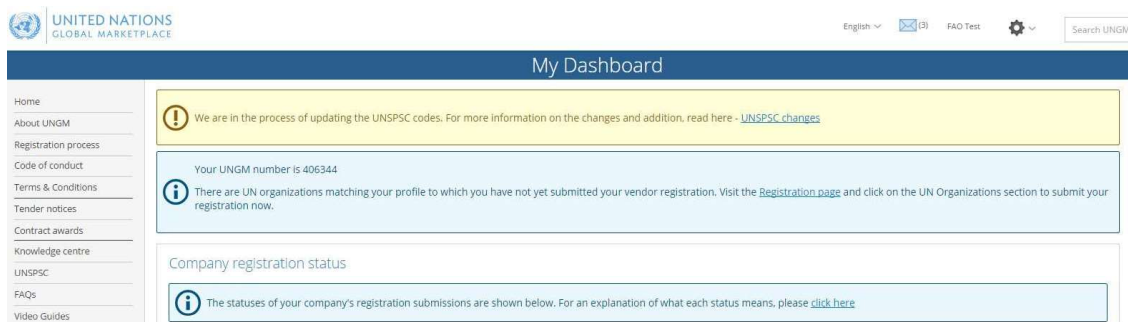 UNITED NATIONS
GLOBAL MARKETPLACE
English
(3)
FAO Test
Search UNGM
My Dashboard
Home
About UNGM
Registration process
Code of conduct
Terms & Conditions
Tender notices
Contract awards
Knowledge centre
UNSPSC
FAQs
Video Guides
We are in the process of updating the UNSPSC codes. For more information on the changes and addition, read here - UNSPSC changes
Your UNGM number is 406344
There are UN organizations matching your profile to which you have not yet submitted your vendor registration. Visit the Registration page and click on the UN Organizations section to submit your
registration now.
Company registration status
The statuses of your company's registration submissions are shown below. For an explanation of what each status means, please click here